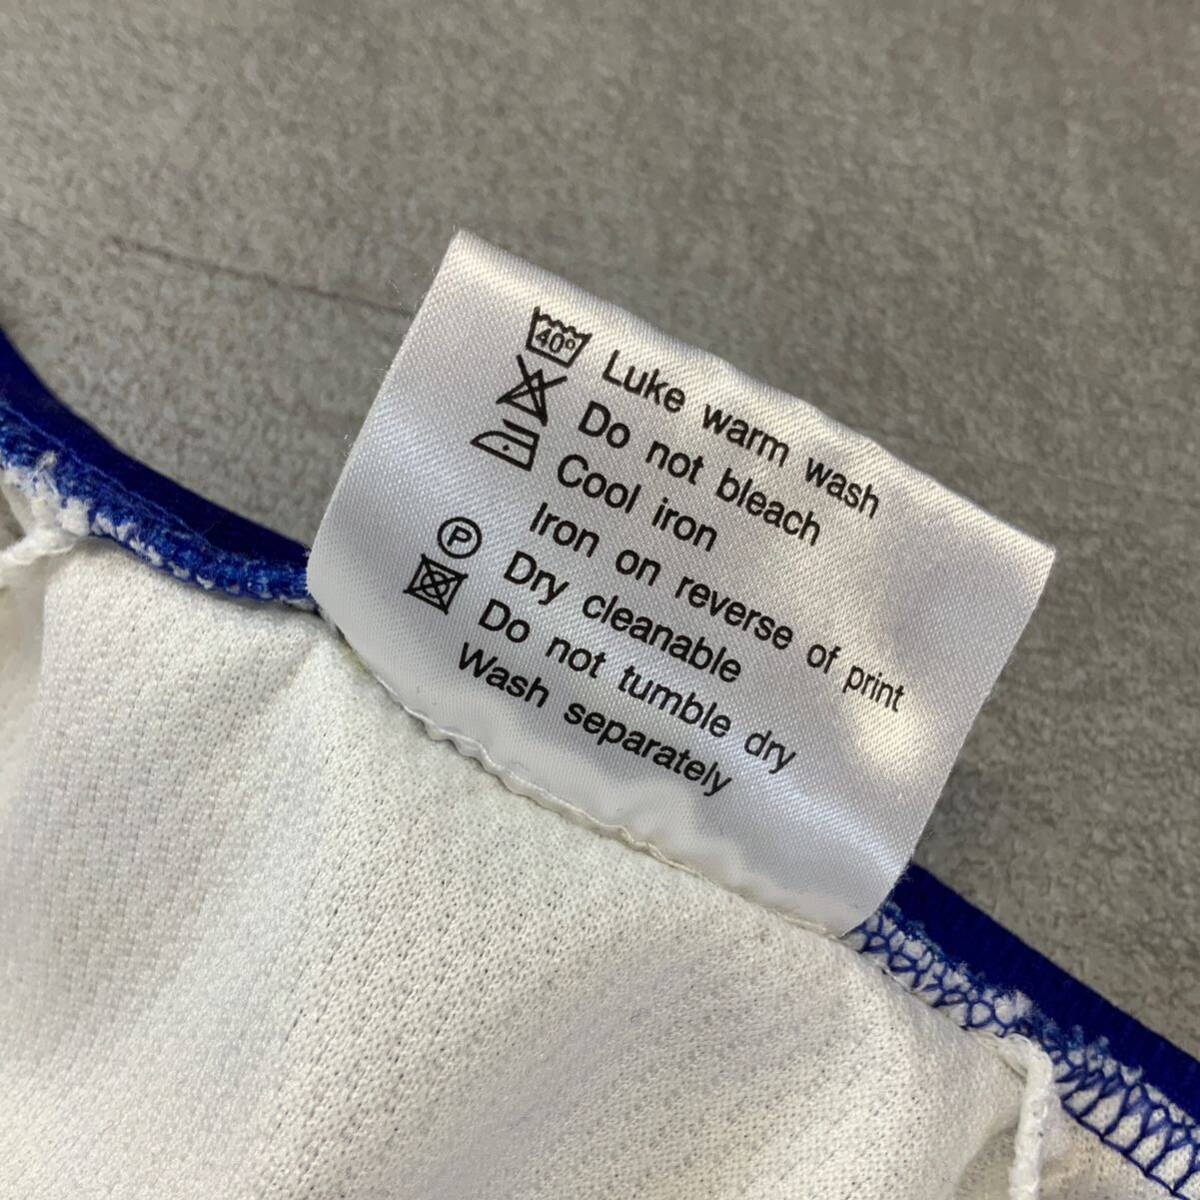 40° Luke warm wash
Do not bleach
Cool iron
Iron on reverse of print
P Dry cleanable
Do not tumble dry
Wash separately